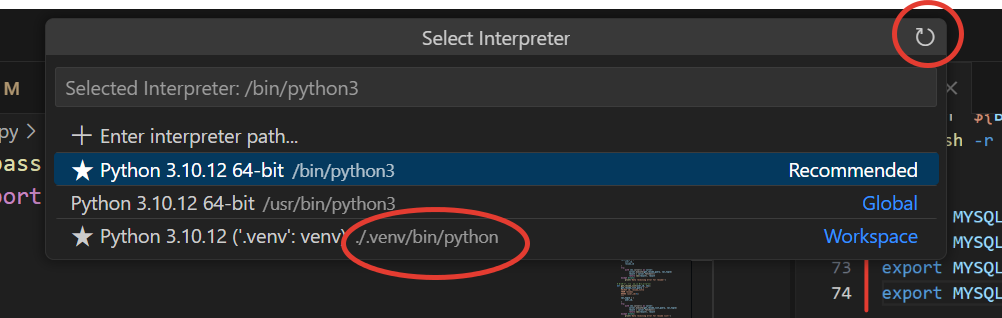 Select Interpreter
M
Selected Interpreter: /bin/python3
py >
Enter interpreter path...
sh -r
pass
Python 3.10.12 64-bit /bin/python3 Recommended
port
Python 3.10.12 64-bit /usr/bin/python3 Global
MYSQL
Python 3.10.12 ('.venv': venv) ./.venv/bin/python Workspace
MYSQL
73 export MYSQL
74 export MYSQL